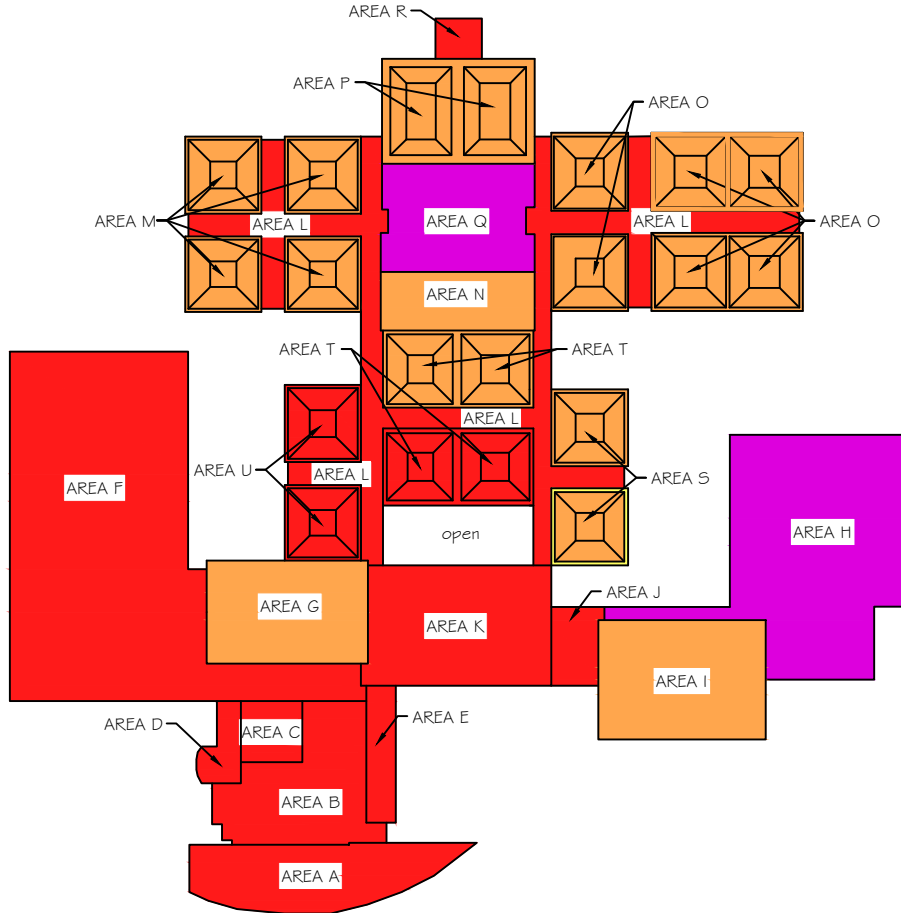 AREA R
AREA P
AREA O
AREA M
AREA L
AREA Q
AREA L
AREA O
AREA N
AREA T
AREA T
AREA L
AREA U
AREA L
AREA S
AREA F
AREA H
open
AREA J
AREA G
AREA K
AREA I
AREA D
AREA C
AREA E
AREA B
AREA A